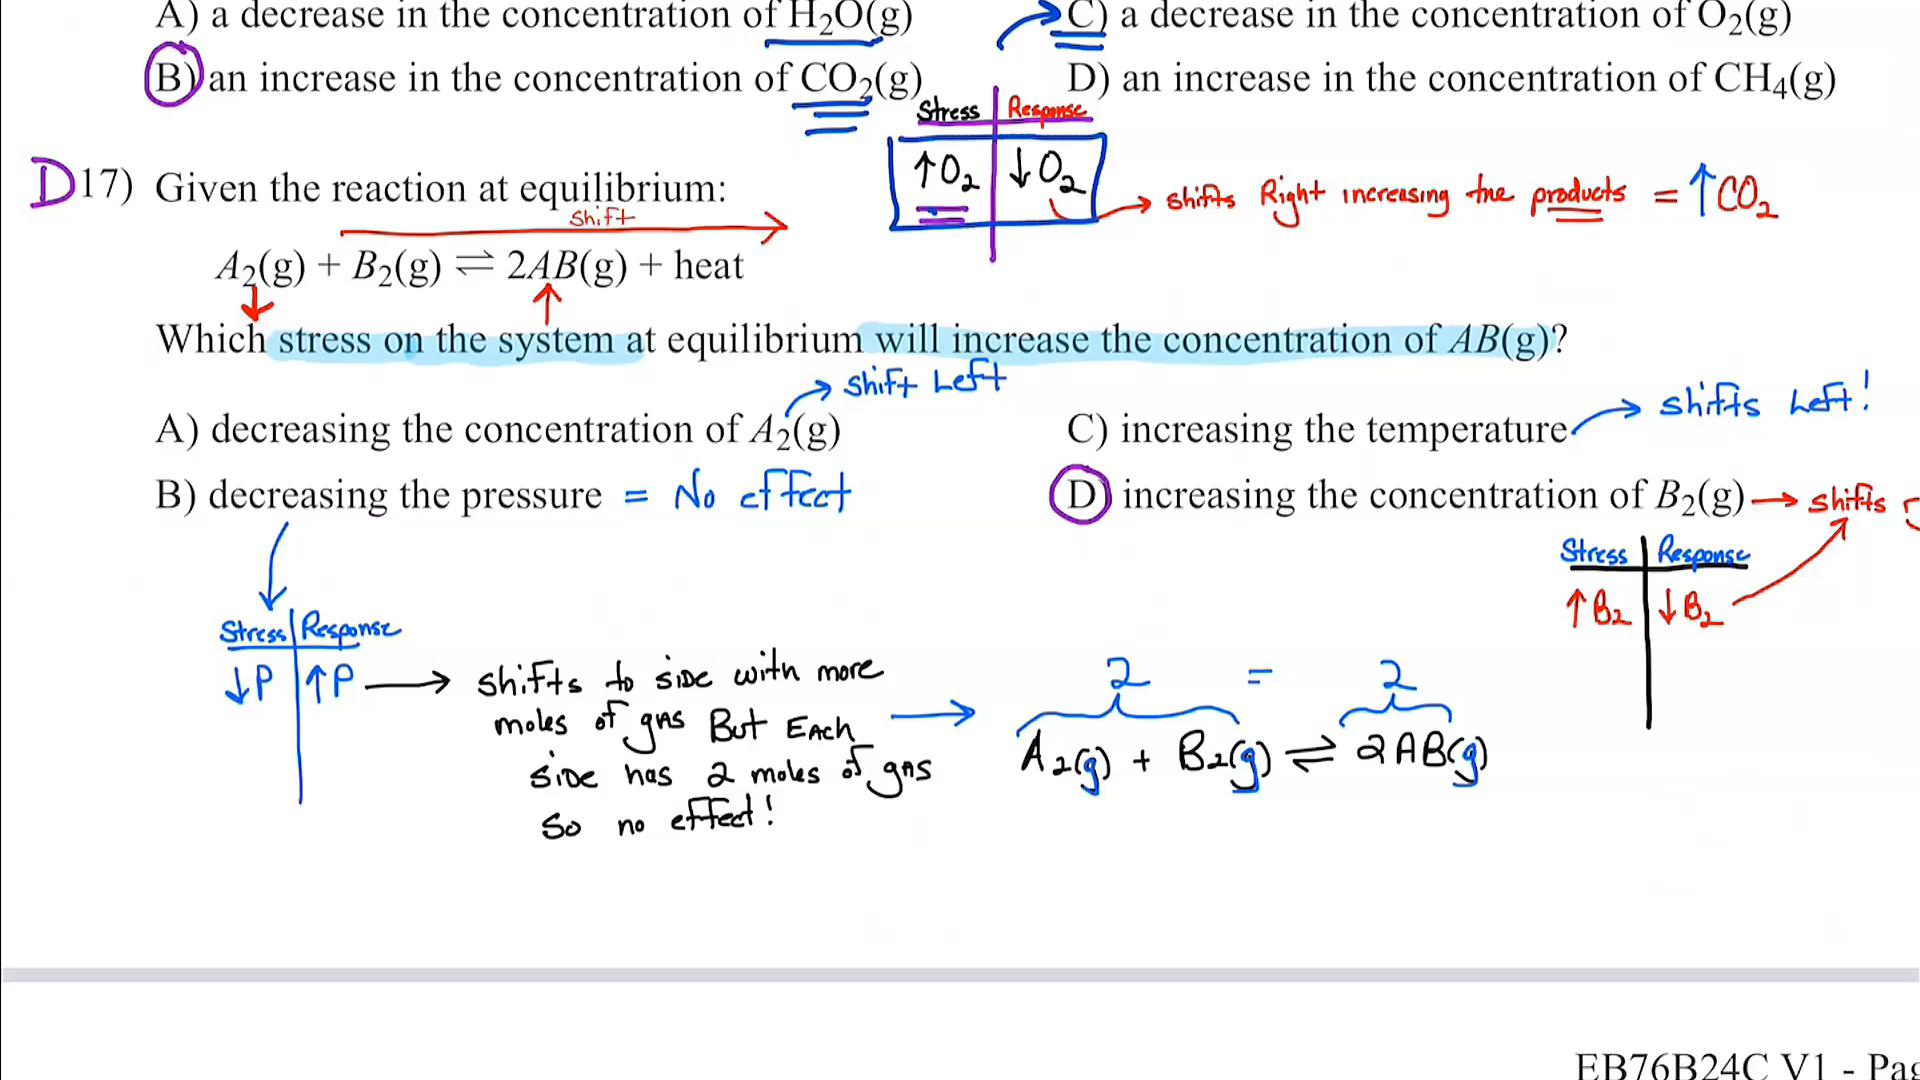 A) a decrease in the concentration of H2O(g)
C) a decrease in the concentration of O2(g)
B) an increase in the concentration of CO2(g)
D) an increase in the concentration of CH4(g)
Stress Response
↑O2 ↓O2
shifts Right increasing the products = ↑CO2
D 17) Given the reaction at equilibrium:
shift
A2(g) + B2(g) ⇌ 2AB(g) + heat
Which stress on the system at equilibrium will increase the concentration of AB(g)?
shift Left
A) decreasing the concentration of A2(g)
C) increasing the temperature
shifts Left!
B) decreasing the pressure = No effect
D) increasing the concentration of B2(g) → shifts
Stress Response
↑B2 ↓B2
Stress Response
↓P ↑P
shifts to side with more
moles of gas But Each
side has 2 moles of gas
So no effect!
2 = 2
A2(g) + B2(g) ⇌ 2AB(g)
EB76B24C V1 - Pag